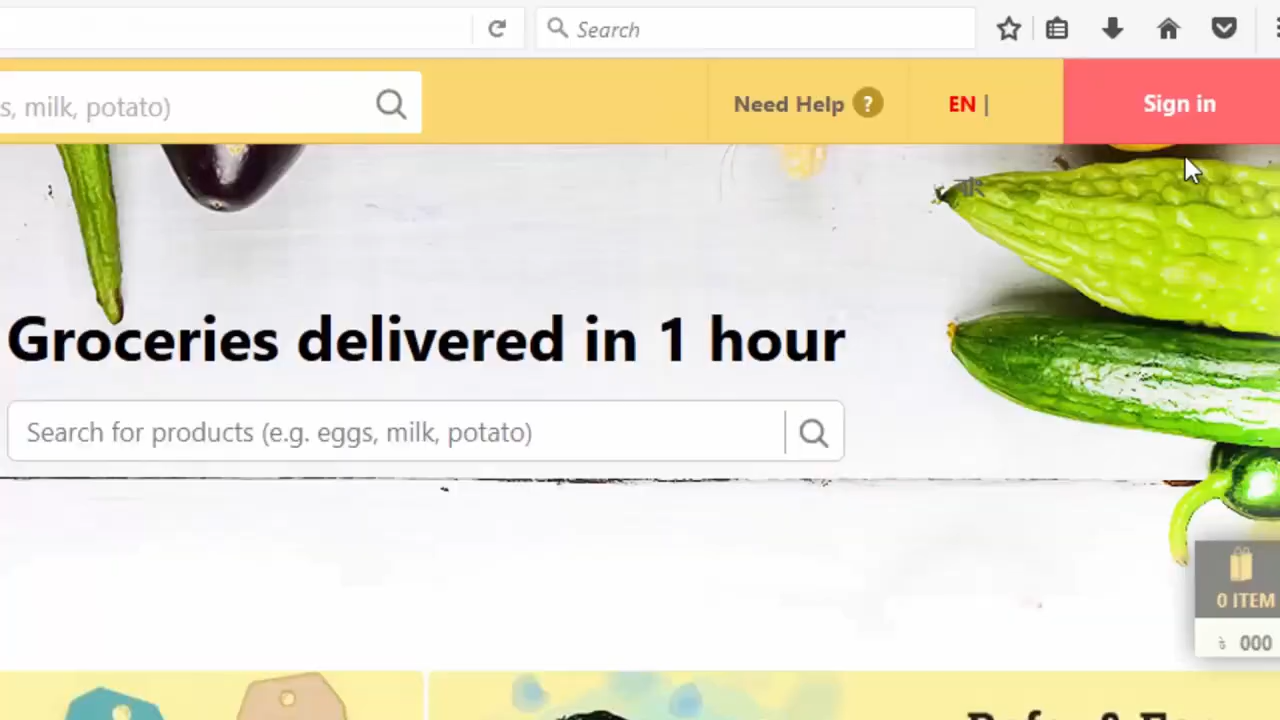 Search
s, milk, potato)
Need Help ?
EN |
Sign in
Groceries delivered in 1 hour
Search for products (e.g. eggs, milk, potato)
0 ITEM
৳ 000